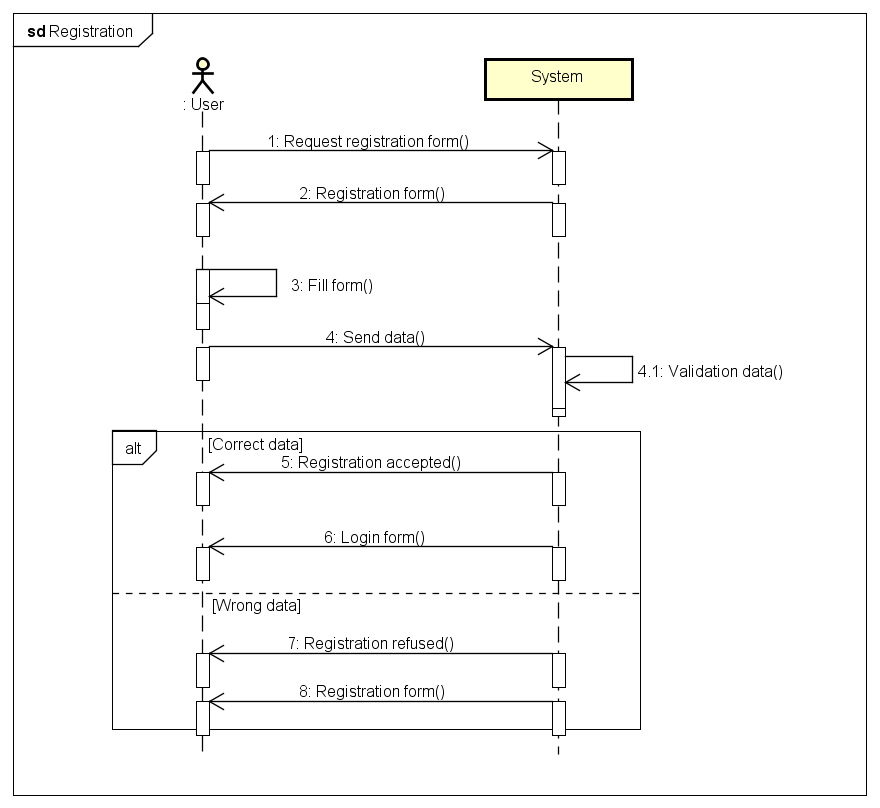 sd Registration
System
: User
1: Request registration form()
2: Registration form()
3: Fill form()
4: Send data()
4.1: Validation data()
alt
[Correct data]
5: Registration accepted()
6: Login form()
[Wrong data]
7: Registration refused()
8: Registration form()